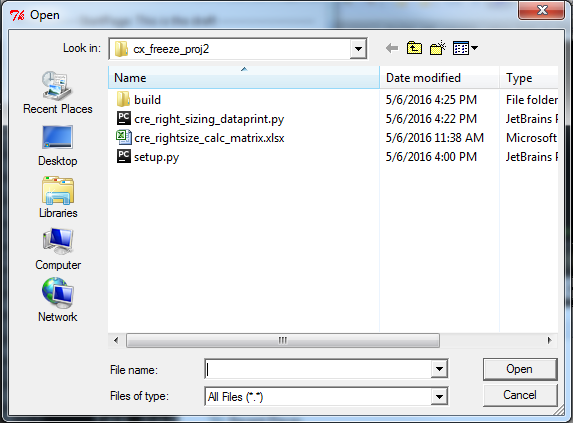 Open
Look in: cx_freeze_proj2
Name Date modified Type
build 5/6/2016 4:25 PM File folder
cre_right_sizing_dataprint.py 5/6/2016 4:22 PM JetBrains P
cre_rightsize_calc_matrix.xlsx 5/6/2016 11:38 AM Microsoft
setup.py 5/6/2016 4:00 PM JetBrains P
Recent Places
Desktop
Libraries
Computer
Network
File name: Open
Files of type: All Files (*.*) Cancel